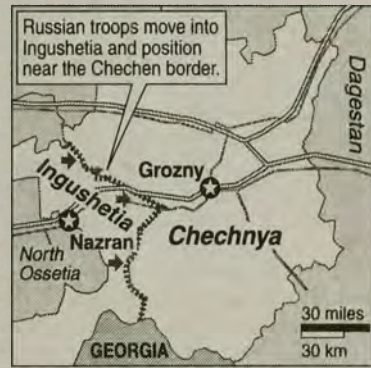 Russian troops move into
Ingushetia and position
near the Chechen border.
Dagestan
Grozny
Ingushetia
Nazran
Chechnya
North
Ossetia
GEORGIA
30 miles
30 km